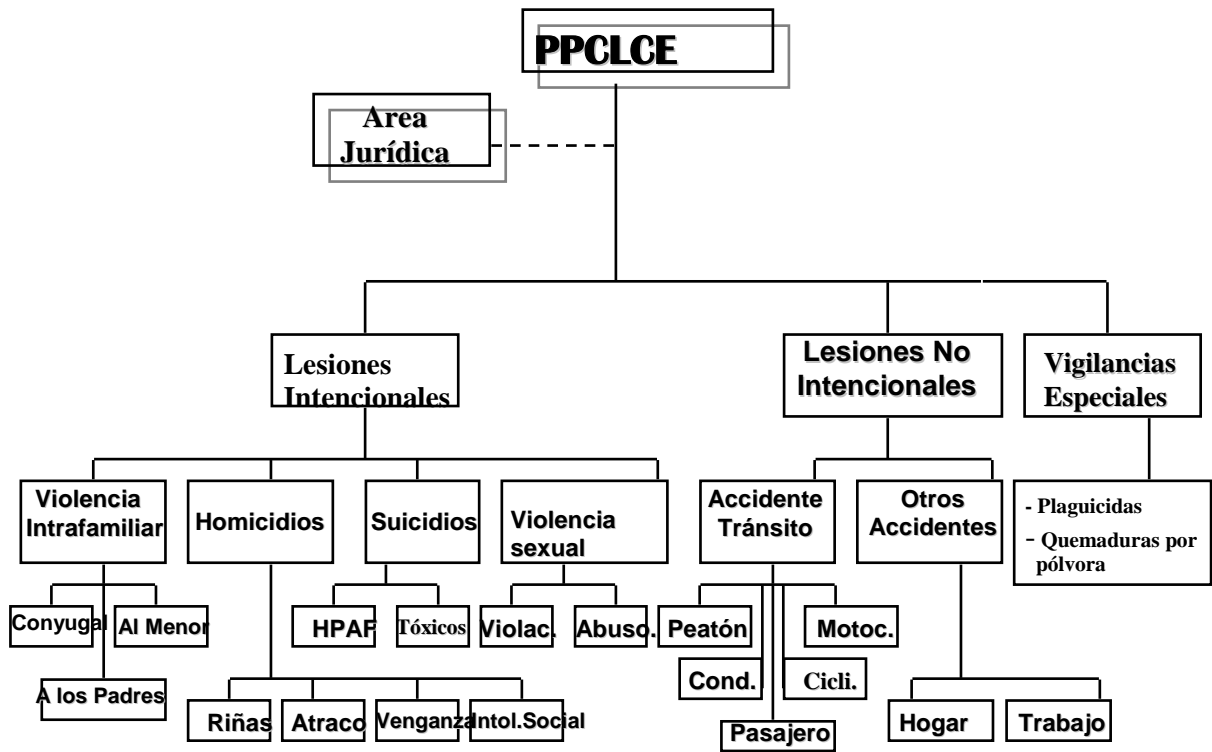 PPCLCE
Area
Jurídica
Lesiones
Intencionales
Lesiones No
Intencionales
Vigilancias
Especiales
Violencia
Intrafamiliar
Homicidios
Suicidios
Violencia
sexual
Accidente
Tránsito
Otros
Accidentes
- Plaguicidas
- Quemaduras por
pólvora
Conyugal
Al Menor
HPAF
Tóxicos
Violac.
Abuso.
Peatón
Motoc.
A los Padres
Cond.
Cicli.
Riñas
Atraco
Venganza
Intol.Social
Pasajero
Hogar
Trabajo